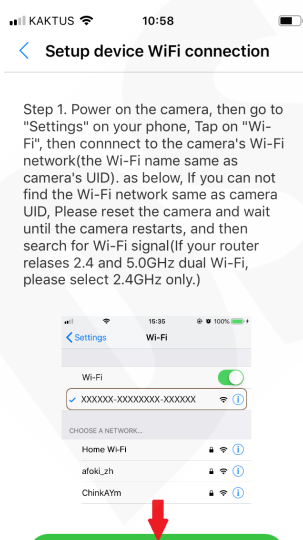 KAKTUS 10:58
Setup device WiFi connection
Step 1. Power on the camera, then go to
"Settings" on your phone, Tap on "Wi-
Fi", then connnect to the camera's Wi-Fi
network(the Wi-Fi name same as
camera's UID). as below, If you can not
find the Wi-Fi network same as camera
UID, Please reset the camera and wait
until the camera restarts, and then
search for Wi-Fi signal(If your router
relases 2.4 and 5.0GHz dual Wi-Fi,
please select 2.4GHz only.)
15:35 100%
Settings Wi-Fi
Wi-Fi
XXXXXX-XXXXXXXX-XXXXXX
CHOOSE A NETWORK...
Home Wi-Fi
afoki_zh
ChinkAYm